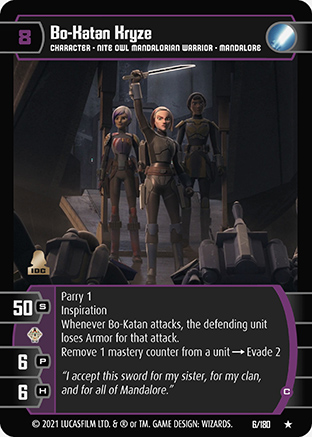 8
Bo-Katan Kryze
CHARACTER - NITE OWL MANDALORIAN WARRIOR - MANDALORE
IDC
50 S
6 P
6 H
Parry 1
Inspiration
Whenever Bo-Katan attacks, the defending unit
loses Armor for that attack.
Remove 1 mastery counter from a unit → Evade 2
"I accept this sword for my sister, for my clan,
and for all of Mandalore."
C
© 2021 LUCASFILM LTD. & ® or TM. GAME DESIGN: WIZARDS.
6/180